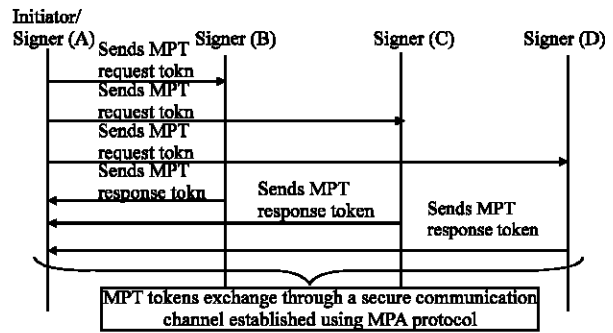 Initiator/
Signer (A) Signer (B) Signer (C) Signer (D)
Sends MPT
request tokn
Sends MPT
request tokn
Sends MPT
request tokn
Sends MPT
response tokn
Sends MPT
response token
Sends MPT
response token
MPT tokens exchange through a secure communication
channel established using MPA protocol